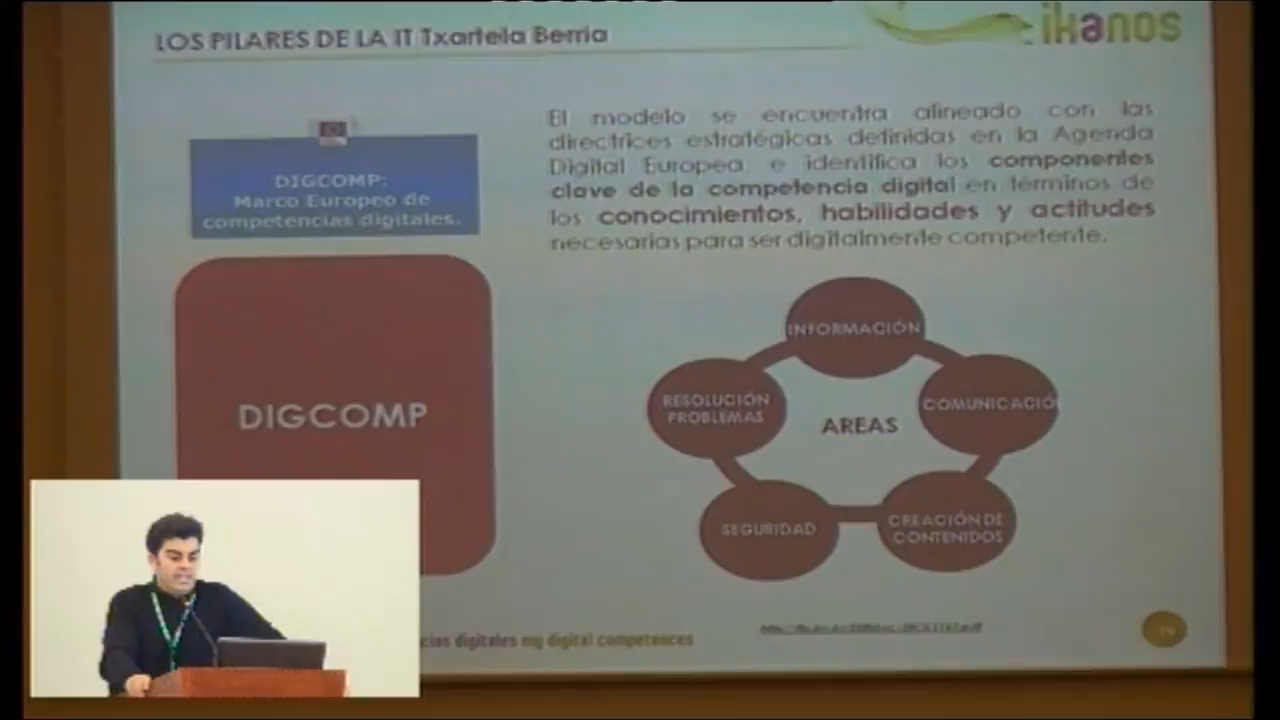 LOS PILARES DE LA IT Txartela Berria
ikanos
DIGCOMP:
Marco Europeo de
competencias digitales.
El modelo se encuentra alineado con las
directrices estratégicas definidas en la Agenda
Digital Europea, e identifica los componentes
clave de la competencia digital en términos de
los conocimientos, habilidades y actitudes
necesarias para ser digitalmente competente.
DIGCOMP
INFORMACIÓN
COMUNICACIÓ
CREACIÓN DE
CONTENIDOS
SEGURIDAD
RESOLUCIÓN
PROBLEMAS
AREAS
cias digitales my digital competences